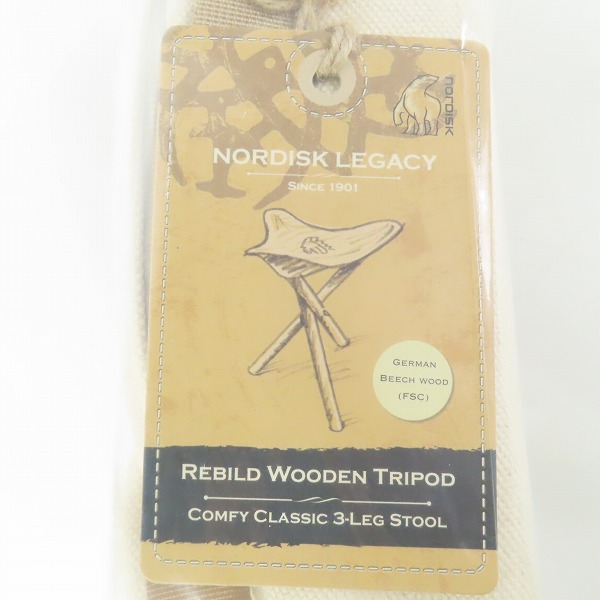 NORDISK
NORDISK LEGACY
SINCE 1901
GERMAN
BEECH WOOD
(FSC)
REBILD WOODEN TRIPOD
COMFY CLASSIC 3-LEG STOOL